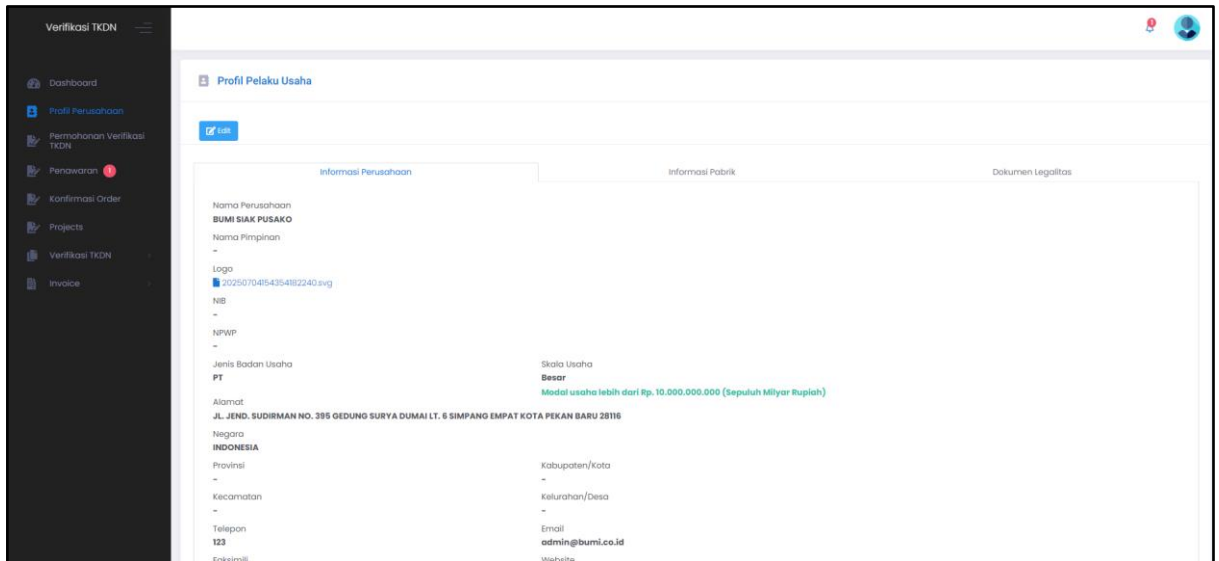 Verifikasi TKDN
1
Dashboard
Profil Perusahaan
Permohonan Verifikasi
TKDN
Penawaran 1
Konfirmasi Order
Projects
Verifikasi TKDN
Invoice
Profil Pelaku Usaha
Edit
Informasi Perusahaan
Informasi Pabrik
Dokumen Legalitas
Nama Perusahaan
BUMI SIAK PUSAKO
Nama Pimpinan
-
Logo
20250704154354182240.svg
NIB
-
NPWP
-
Jenis Badan Usaha
Skala Usaha
PT
Besar
Modal usaha lebih dari Rp. 10.000.000.000 (Sepuluh Milyar Rupiah)
Alamat
JL. JEND. SUDIRMAN NO. 395 GEDUNG SURYA DUMAI LT. 6 SIMPANG EMPAT KOTA PEKAN BARU 28116
Negara
INDONESIA
Provinsi
Kabupaten/Kota
-
-
Kecamatan
Kelurahan/Desa
-
-
Telepon
Email
123
admin@bumi.co.id
Faksimili
Website